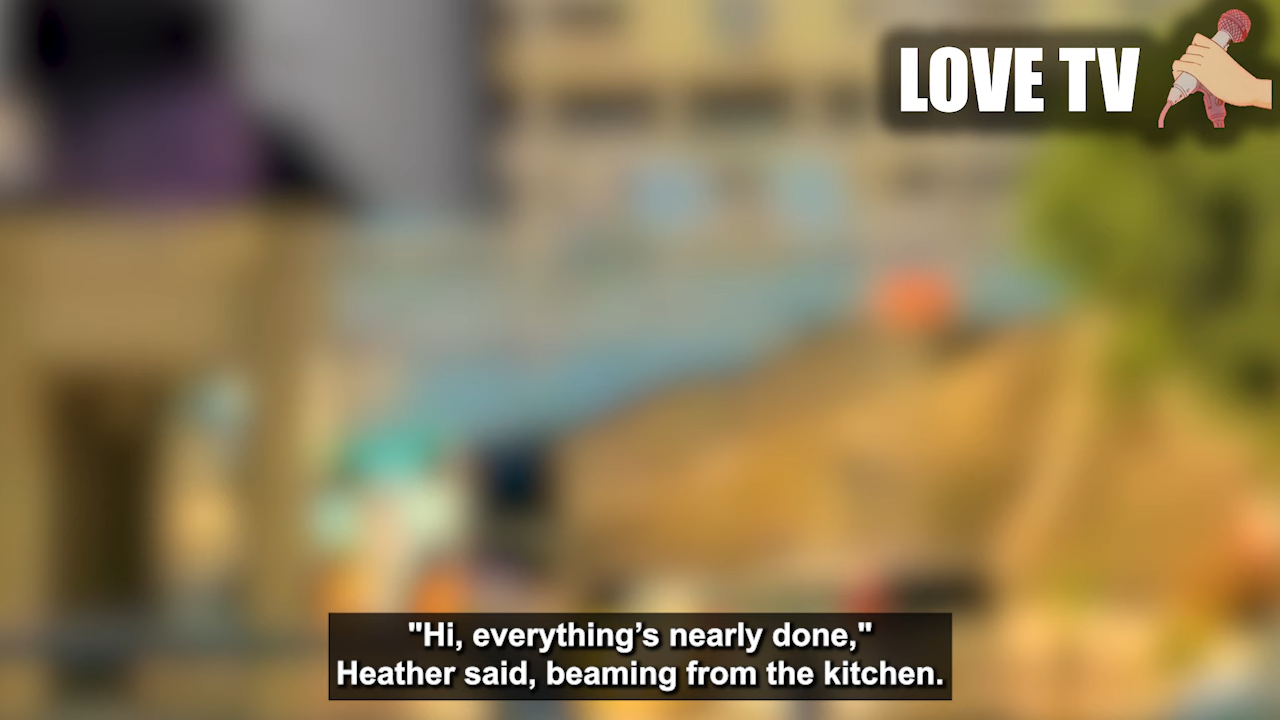 LOVE TV
"Hi, everything’s nearly done,"
Heather said, beaming from the kitchen.